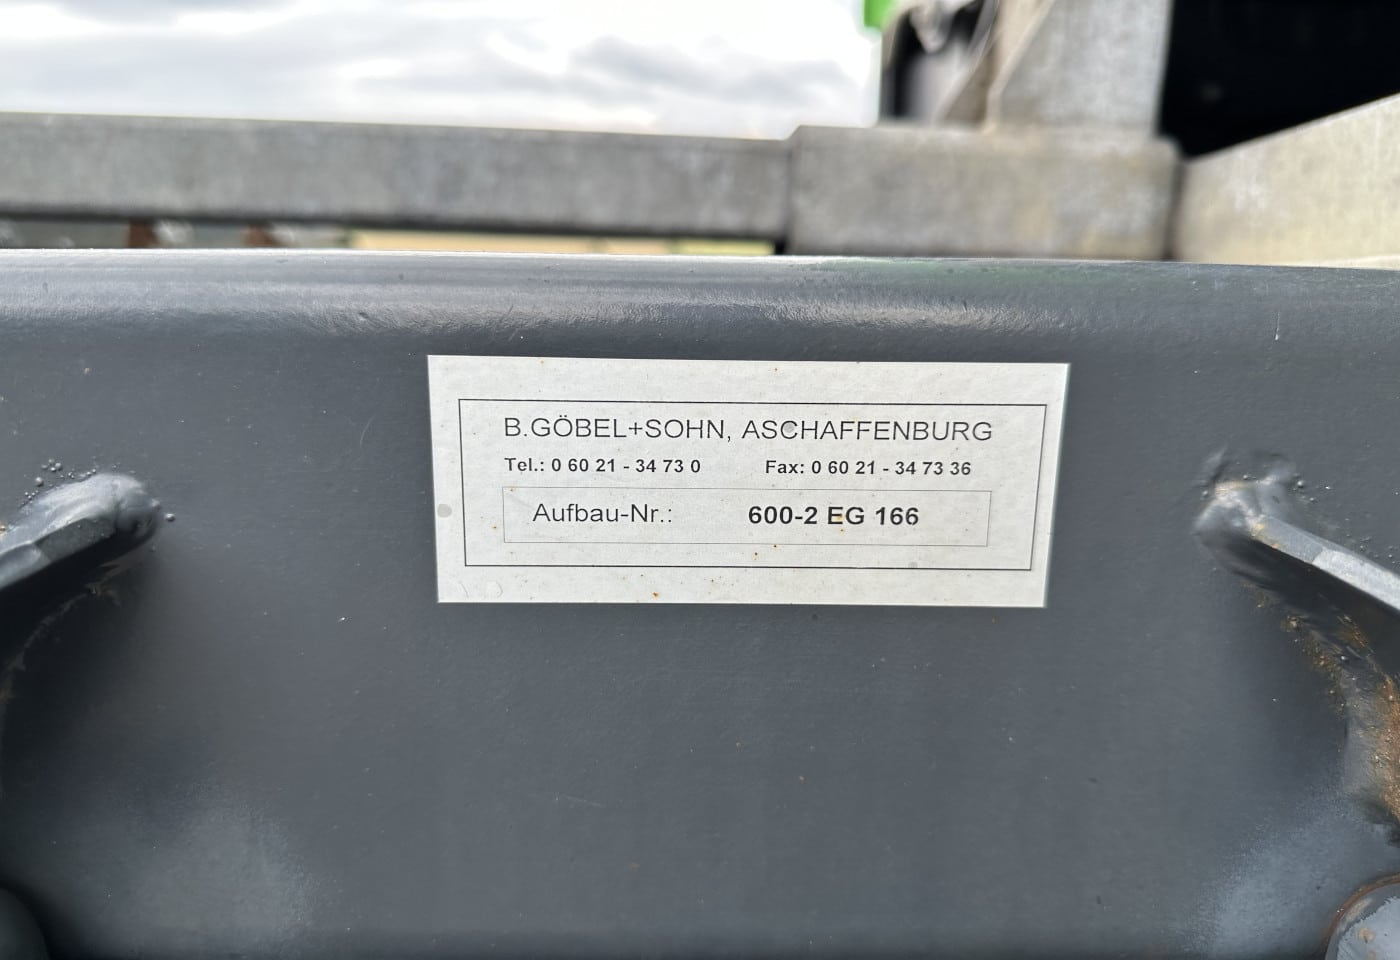 B.GÖBEL+SOHN, ASCHAFFENBURG
Tel.: 0 60 21 - 34 73 0 Fax: 0 60 21 - 34 73 36
Aufbau-Nr.: 600-2 EG 166